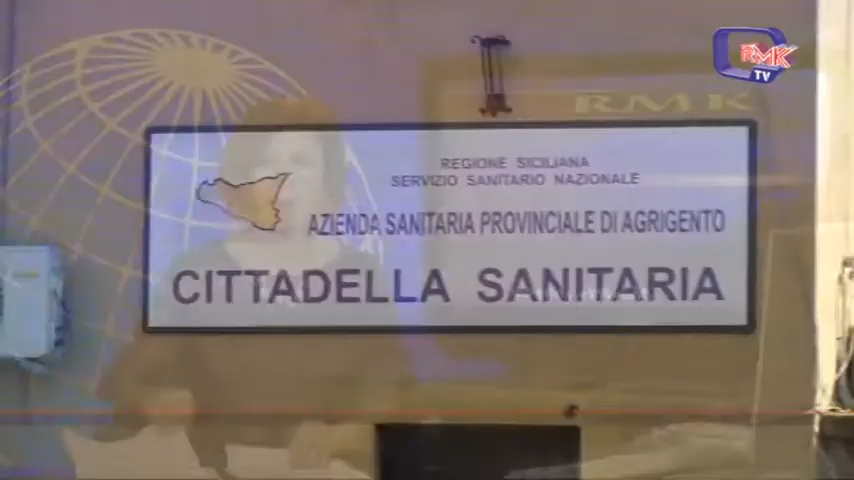 RMK
TV
RMK
REGIONE SICILIANA
SERVIZIO SANITARIO NAZIONALE
AZIENDA SANITARIA PROVINCIALE DI AGRIGENTO
CITTADELLA SANITARIA